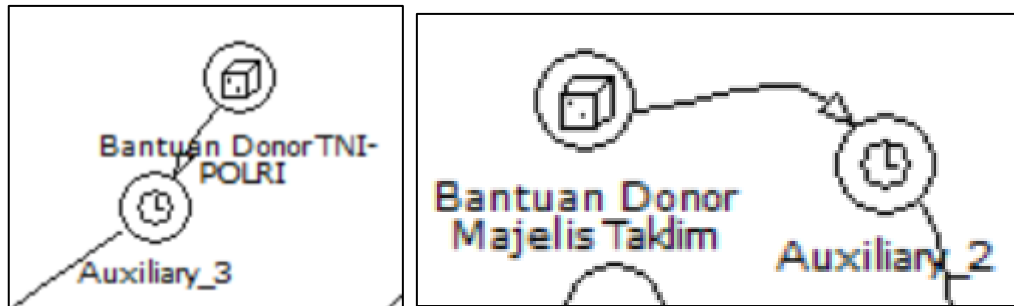 Bantuan Donor TNI-
POLRI
Auxiliary_3
Bantuan Donor
Majelis Taklim
Auxiliary_2